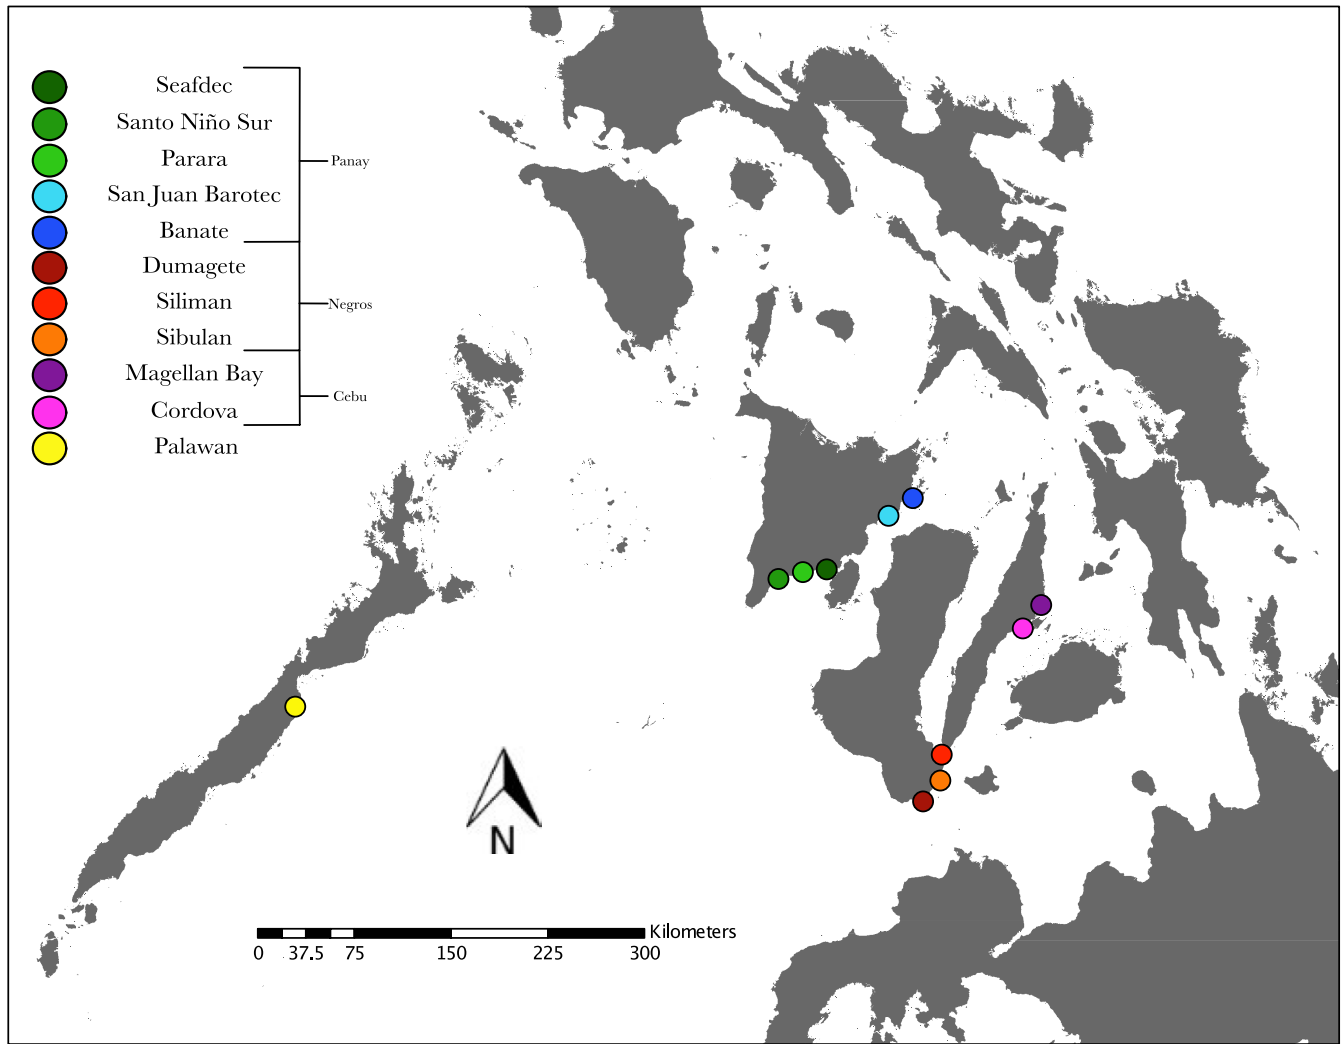 Seafdec
Santo Niño Sur
Parara
San Juan Barotec
Banate
Dumagete
Siliman
Sibulan
Magellan Bay
Cordova
Palawan
Panay
Negros
Cebu
N
Kilometers
0 37.5 75 150 225 300